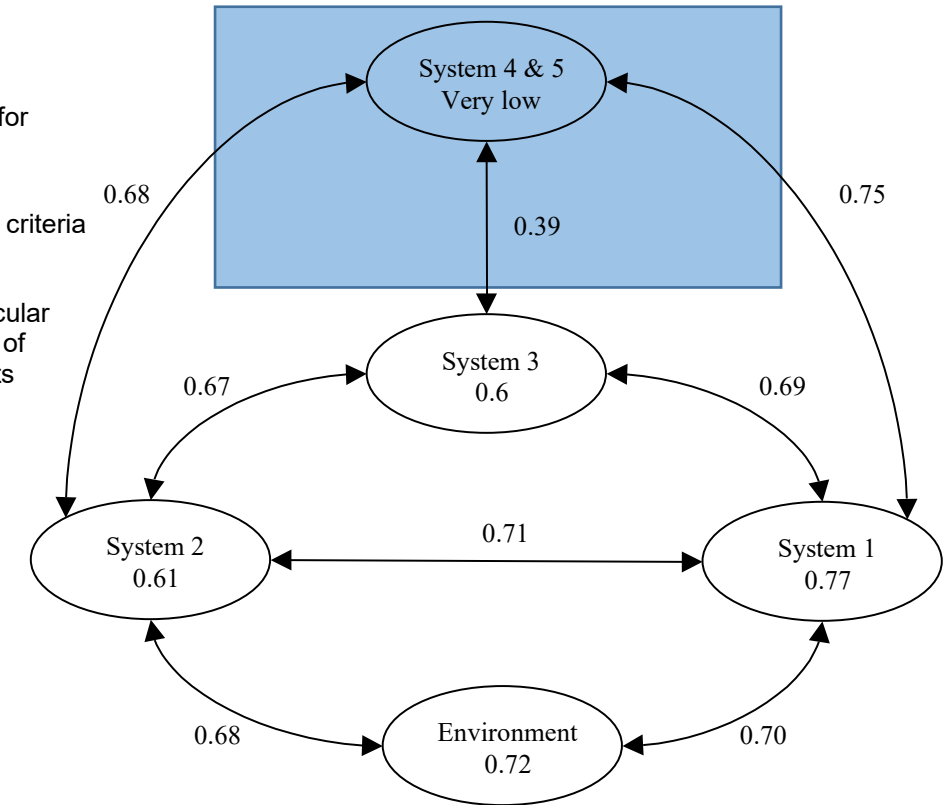 System 4 & 5
Very low
for
0.68
0.75
criteria
0.39
cular
of
ts
System 3
0.6
0.67
0.69
0.71
System 2
0.61
System 1
0.77
0.68
Environment
0.72
0.70